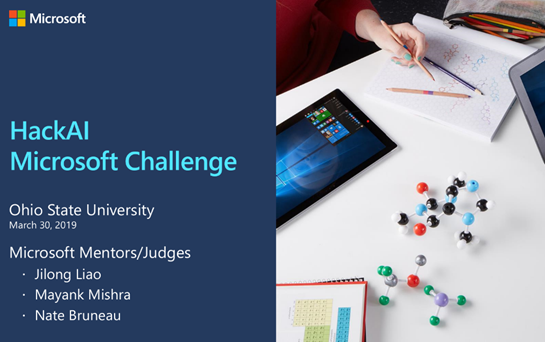 Microsoft
HackAI
Microsoft Challenge
Ohio State University
March 30, 2019
Microsoft Mentors/Judges
· Jilong Liao
· Mayank Mishra
· Nate Bruneau